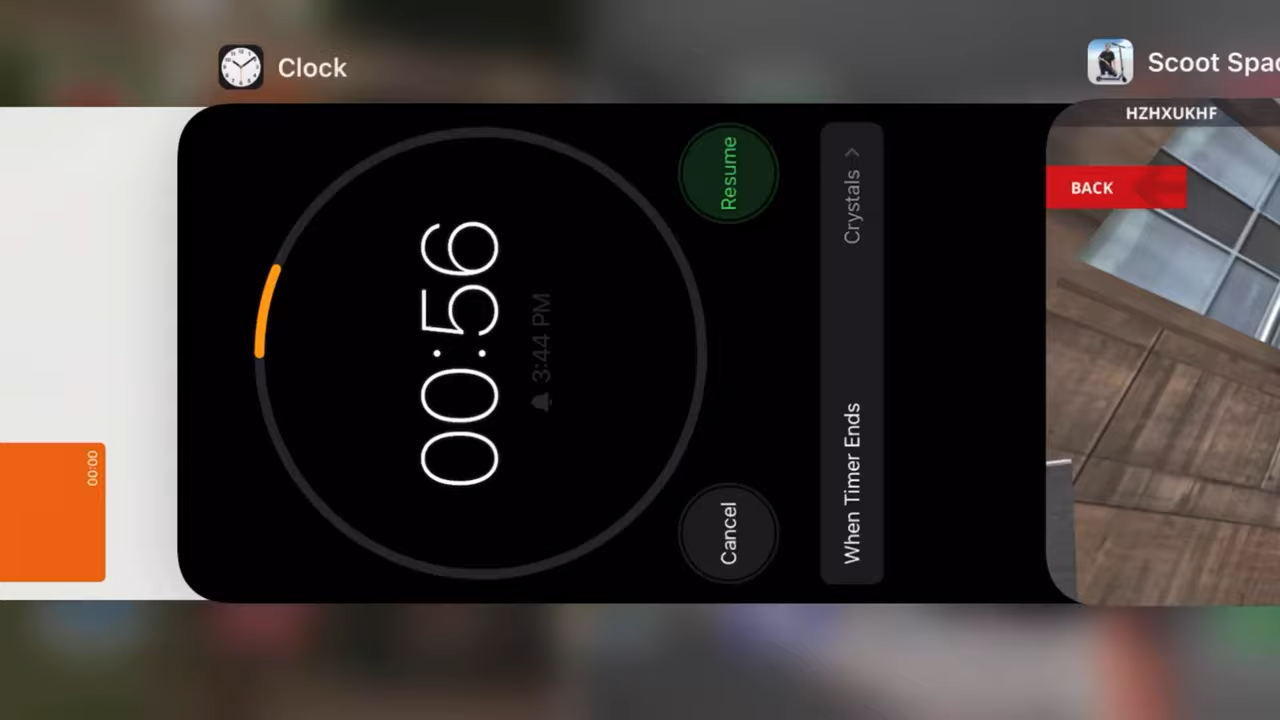 Clock
Scoot Spac
00:00
00:56
3:44 PM
Cancel
Resume
When Timer Ends
Crystals >
HZHXUKHF
BACK